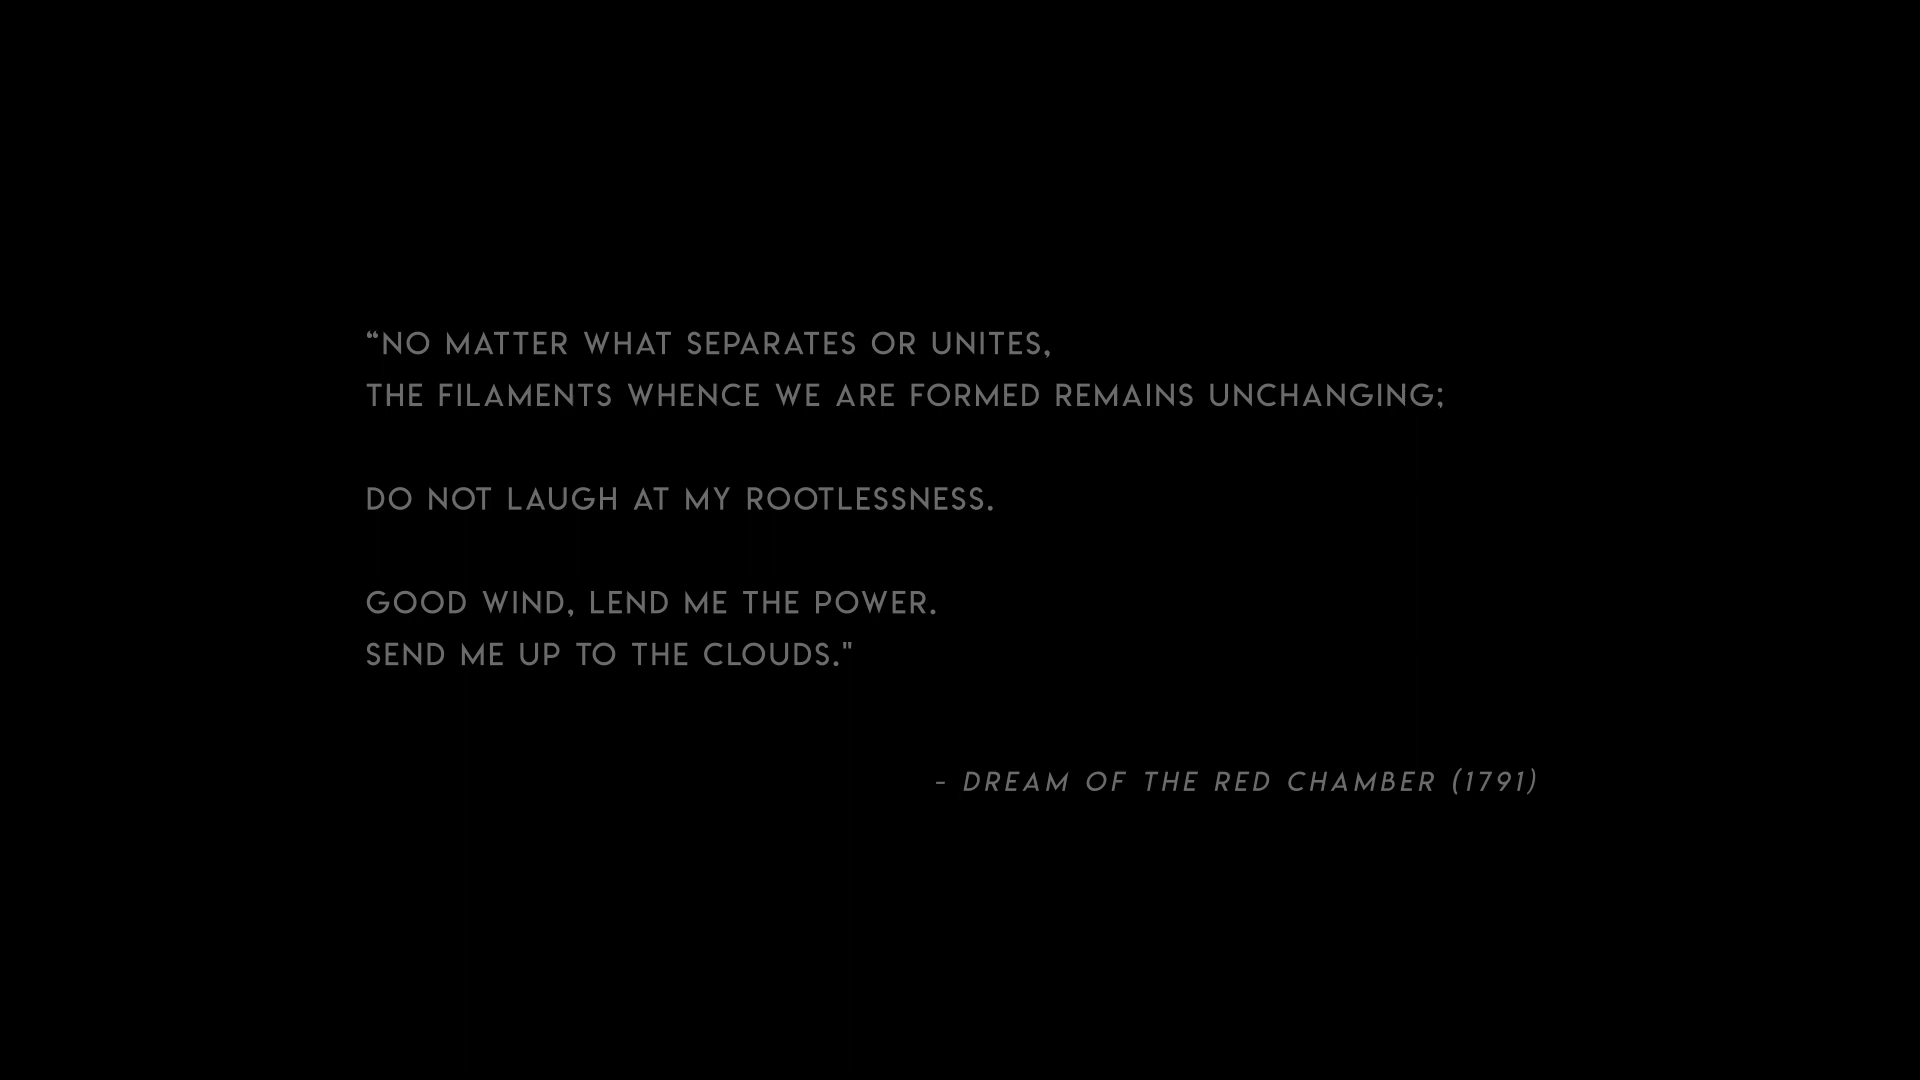 “NO MATTER WHAT SEPARATES OR UNITES,
THE FILAMENTS WHENCE WE ARE FORMED REMAINS UNCHANGING;
DO NOT LAUGH AT MY ROOTLESSNESS.
GOOD WIND, LEND ME THE POWER.
SEND ME UP TO THE CLOUDS."
- DREAM OF THE RED CHAMBER (1791)